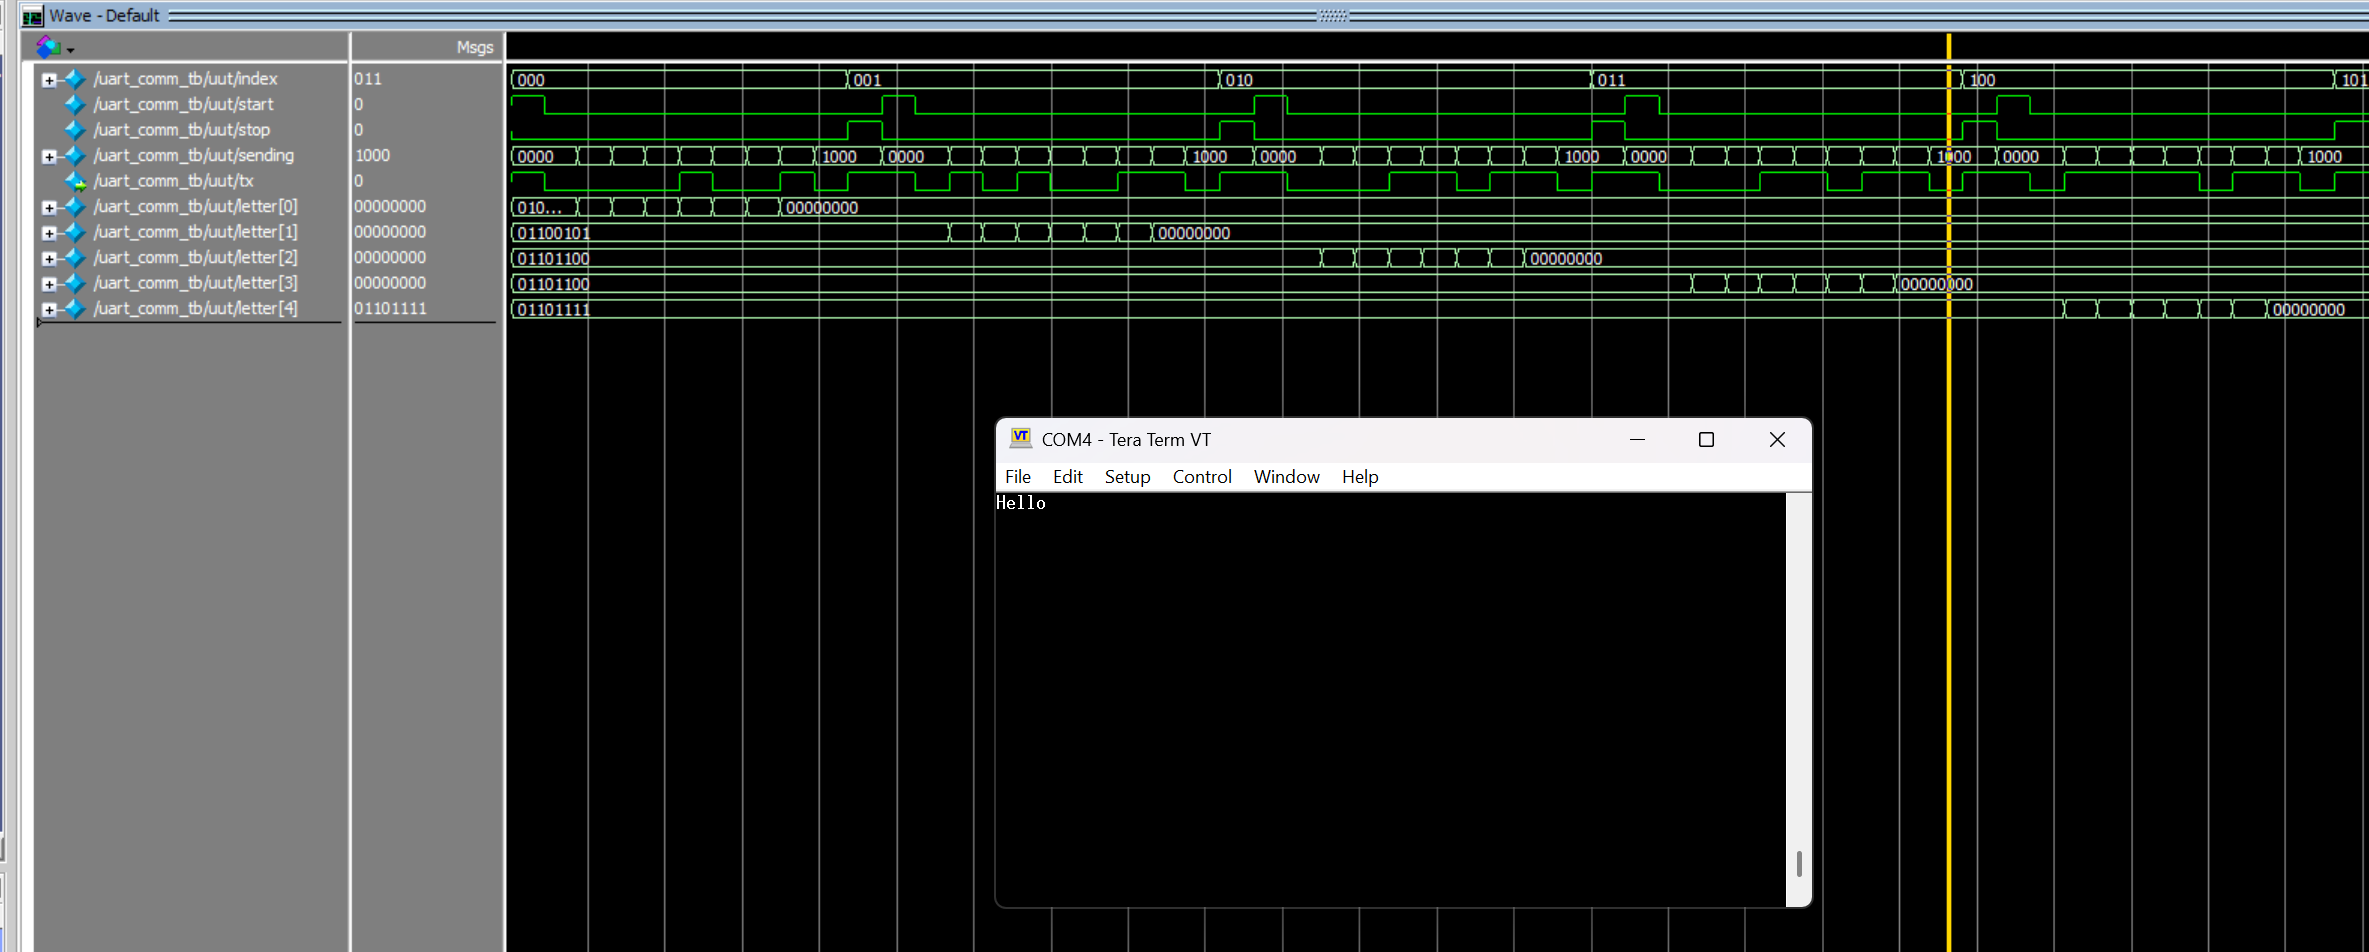 Wave - Default
Msgs
/uart_comm_tb/uut/index 011 000 001 010 011 100 101
/uart_comm_tb/uut/start 0
/uart_comm_tb/uut/stop 0
/uart_comm_tb/uut/sending 1000 0000 1000 0000 1000 0000 1000 0000 1000 0000 1000
/uart_comm_tb/uut/tx 0
/uart_comm_tb/uut/letter[0] 00000000 010... 00000000
/uart_comm_tb/uut/letter[1] 00000000 01100101 00000000
/uart_comm_tb/uut/letter[2] 00000000 01101100 00000000
/uart_comm_tb/uut/letter[3] 00000000 01101100 00000000
/uart_comm_tb/uut/letter[4] 01101111 01101111 00000000
VT COM4 - Tera Term VT
File Edit Setup Control Window Help
Hello